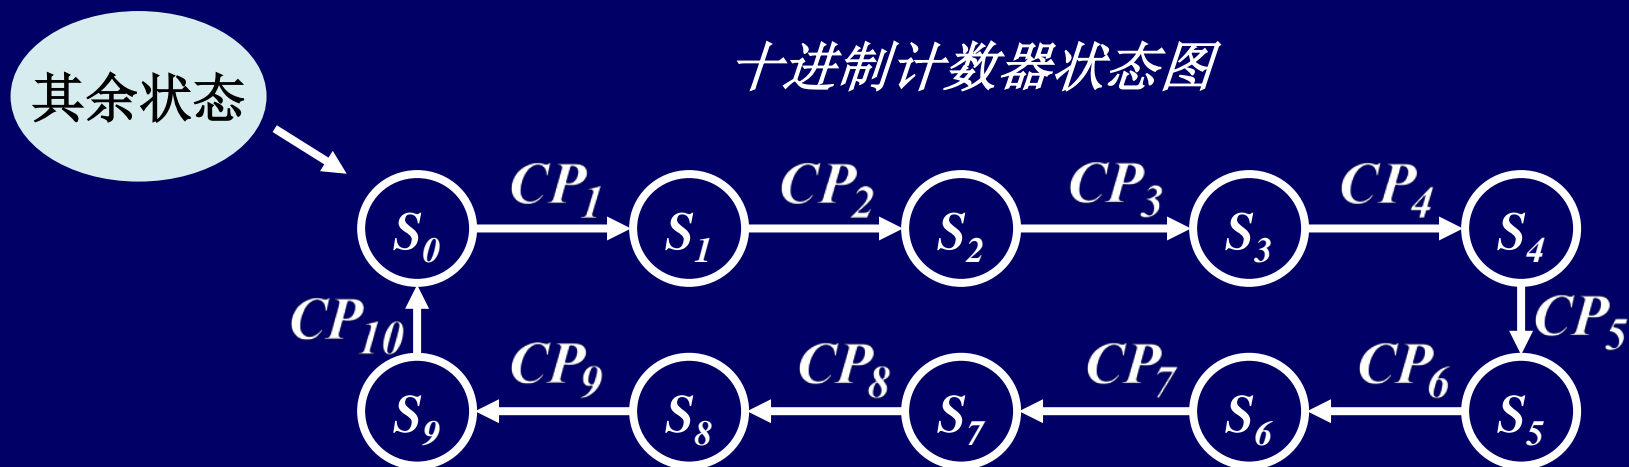 十进制计数器状态图
其余状态
CP₁ CP₂ CP₃ CP₄
S₀ S₁ S₂ S₃ S₄
CP₁₀ CP₅
CP₉ CP₈ CP₇ CP₆
S₉ S₈ S₇ S₆ S₅